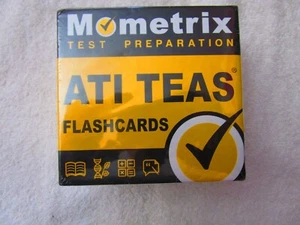 Mometrix
TEST PREPARATION
ATI TEAS®
FLASHCARDS